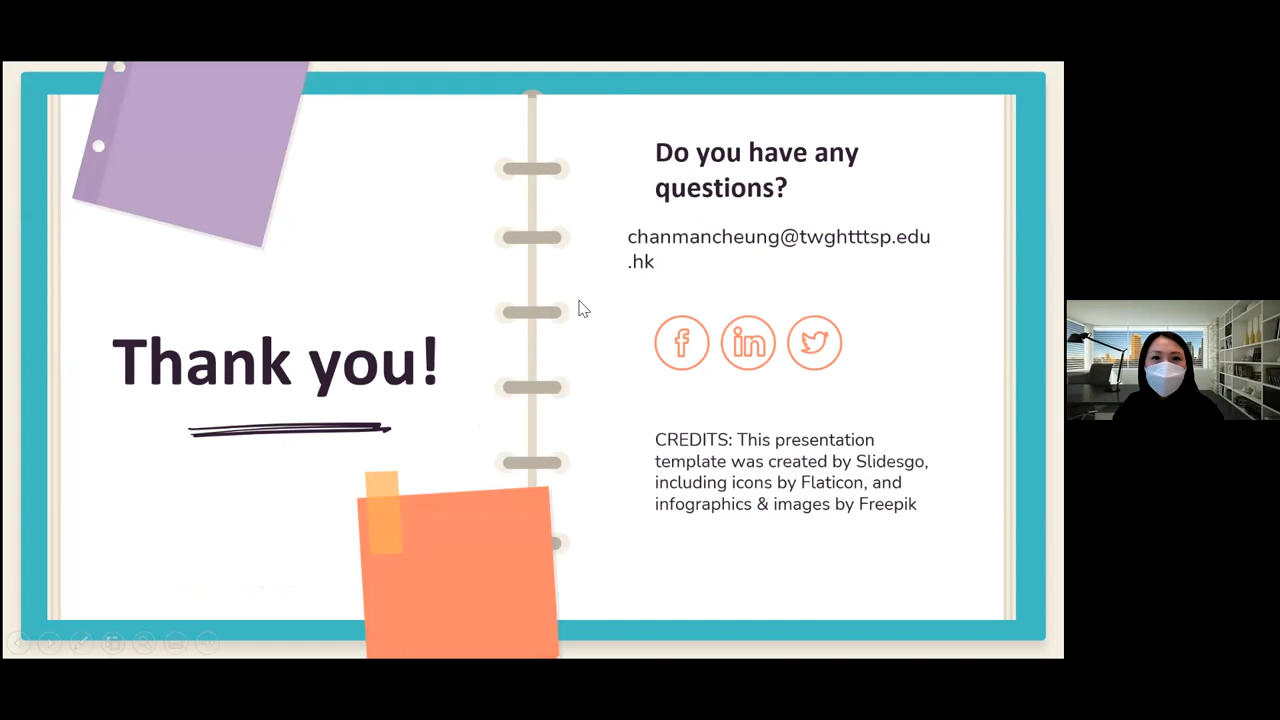 Thank you!
Do you have any
questions?
chanmancheung@twghtttsp.edu
.hk
CREDITS: This presentation
template was created by Slidesgo,
including icons by Flaticon, and
infographics & images by Freepik